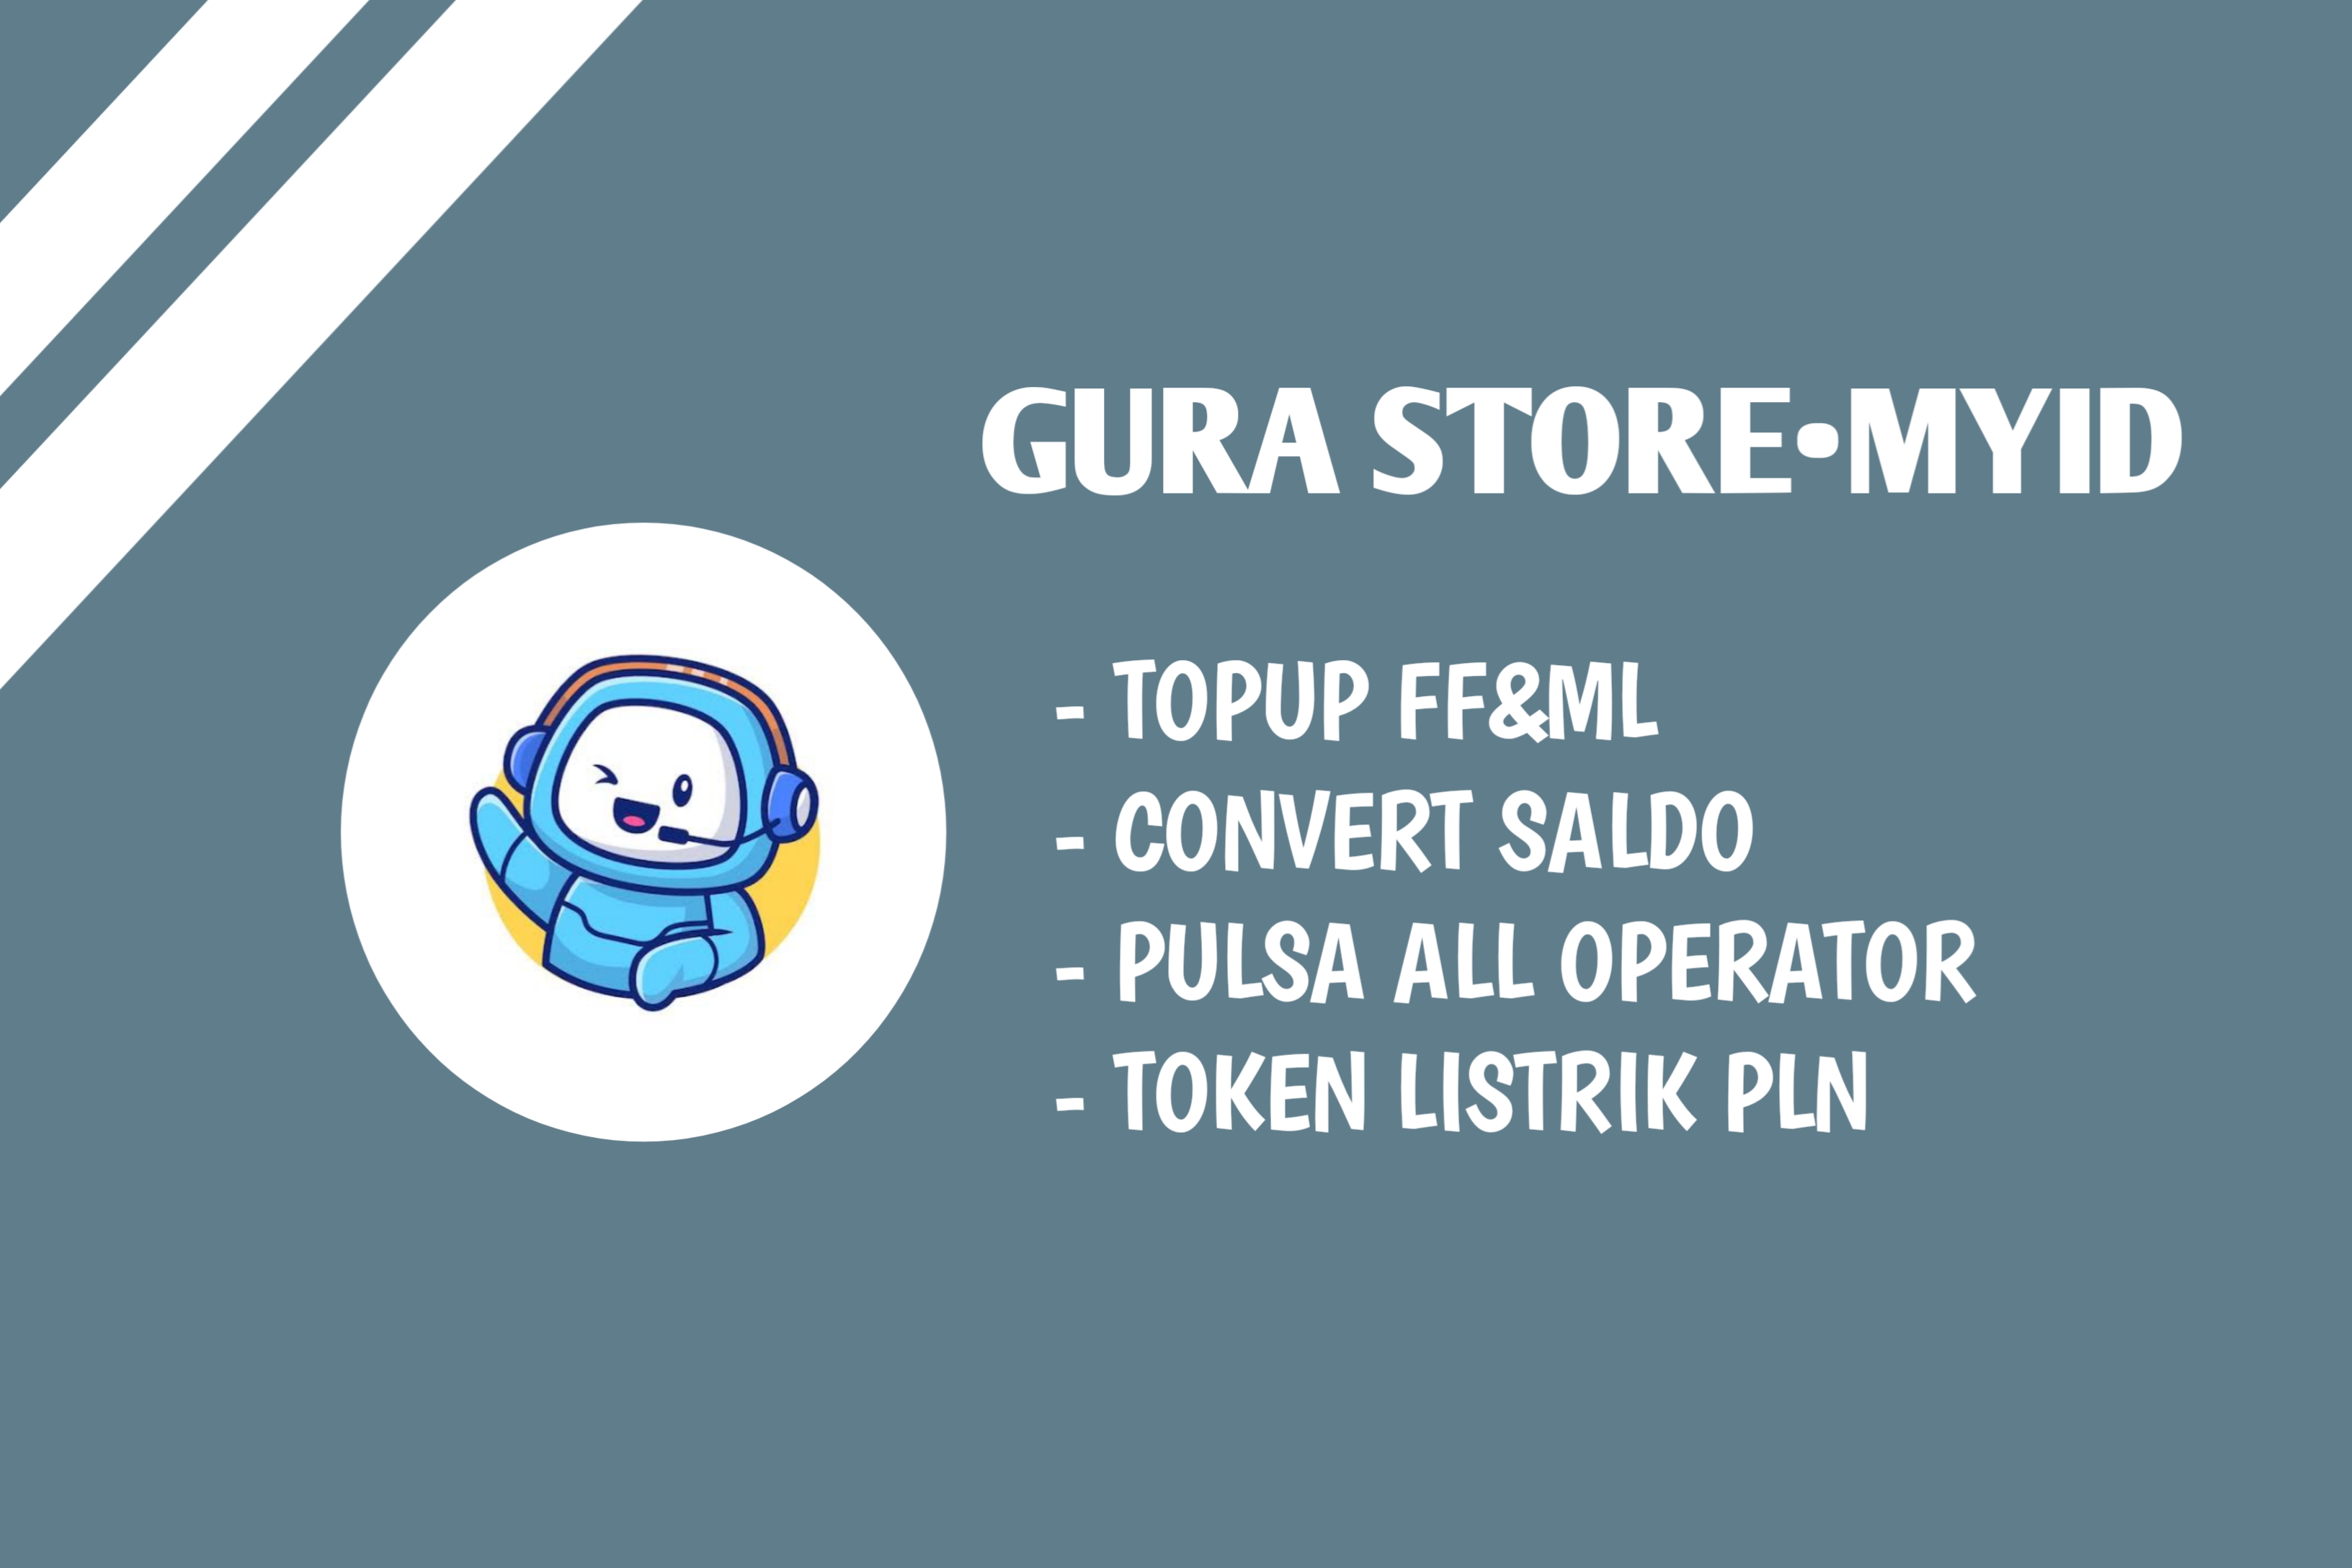 GURA STORE•MYID
- TOPUP FF&ML
- CONVERT SALDO
- PULSA ALL OPERATOR
- TOKEN LISTRIK PLN